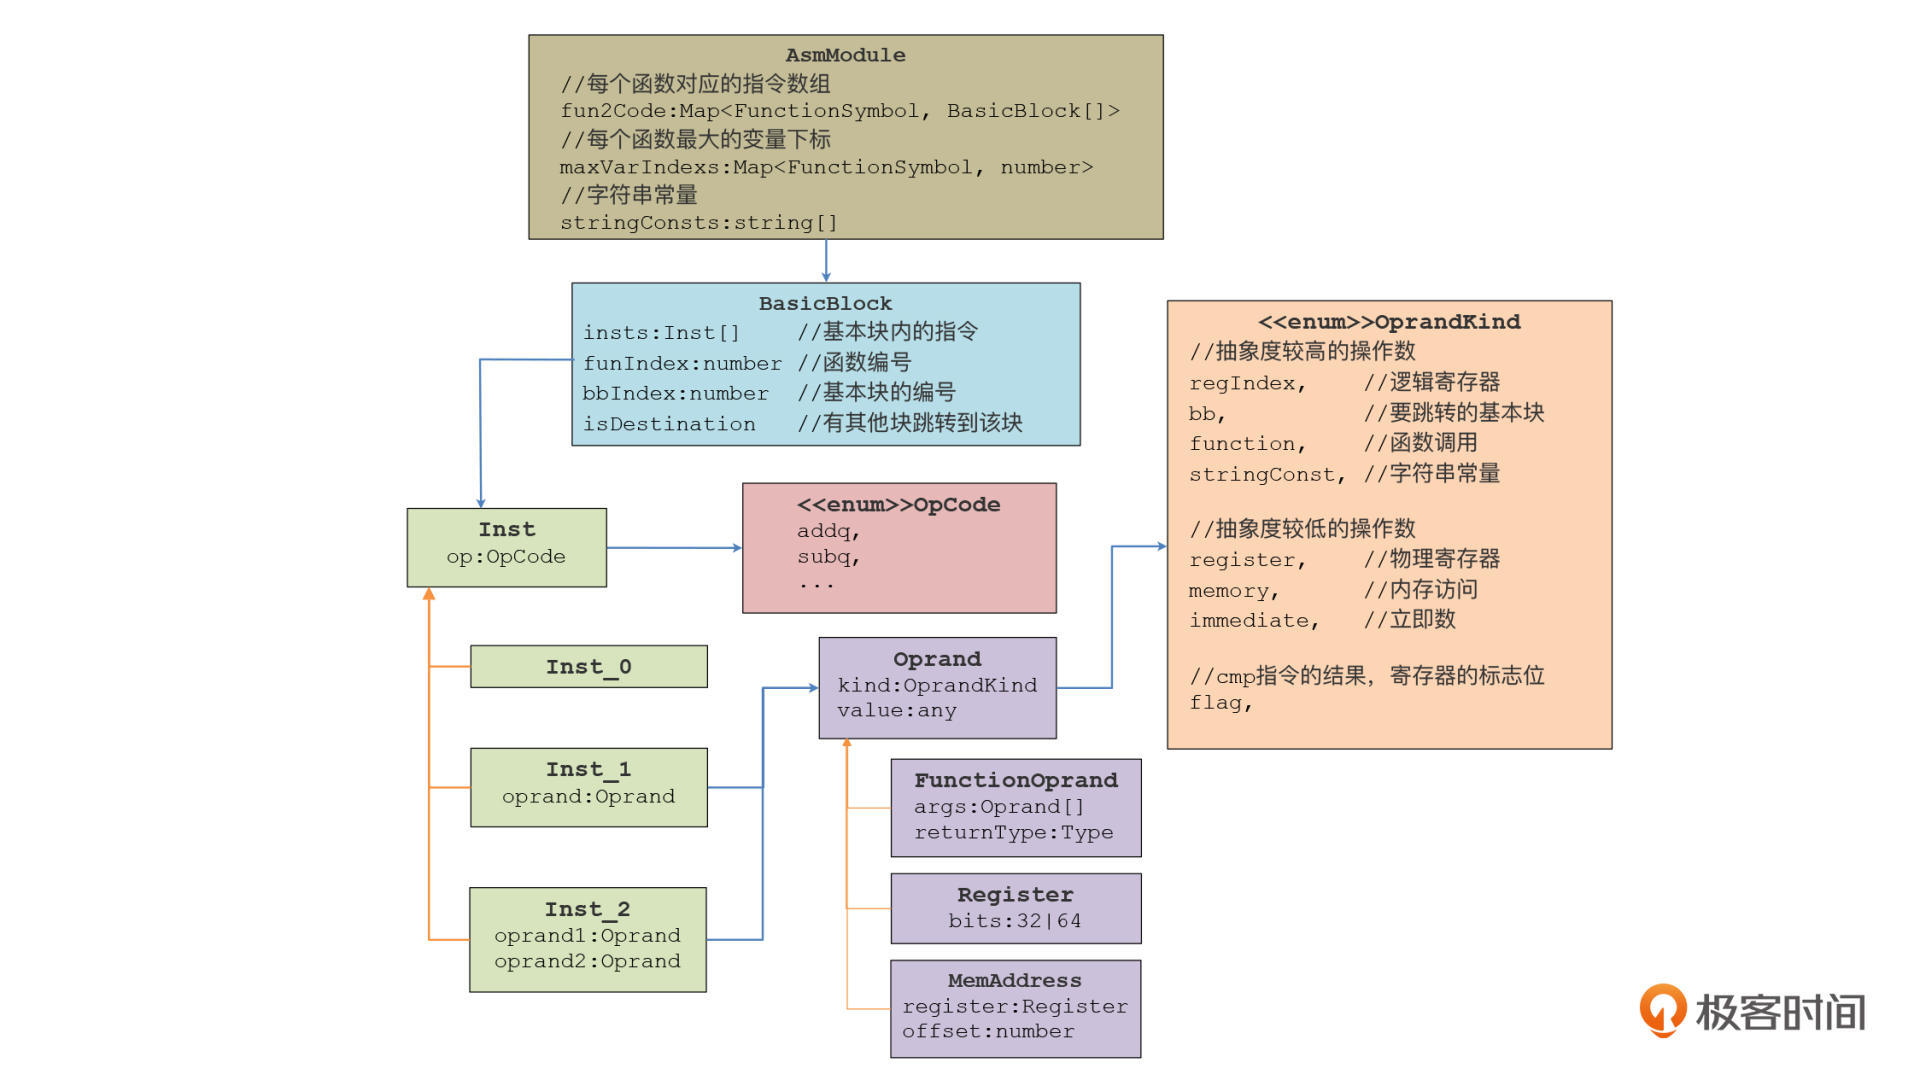 AsmModule
//每个函数对应的指令数组
fun2Code:Map<FunctionSymbol, BasicBlock[]>
//每个函数最大的变量下标
maxVarIndexs:Map<FunctionSymbol, number>
//字符串常量
stringConsts:string[]
BasicBlock
insts:Inst[] //基本块内的指令
funIndex:number //函数编号
bbIndex:number //基本块的编号
isDestination //有其他块跳转到该块
<<enum>>OprandKind
//抽象度较高的操作数
regIndex, //逻辑寄存器
bb, //要跳转的基本块
function, //函数调用
stringConst, //字符串常量
//抽象度较低的操作数
register, //物理寄存器
memory, //内存访问
immediate, //立即数
//cmp指令的结果，寄存器的标志位
flag,
Inst
op:OpCode
<<enum>>OpCode
addq,
subq,
...
Inst_0
Inst_1
oprand:Oprand
Inst_2
oprand1:Oprand
oprand2:Oprand
Oprand
kind:OprandKind
value:any
FunctionOprand
args:Oprand[]
returnType:Type
Register
bits:32|64
MemAddress
register:Register
offset:number
极客时间